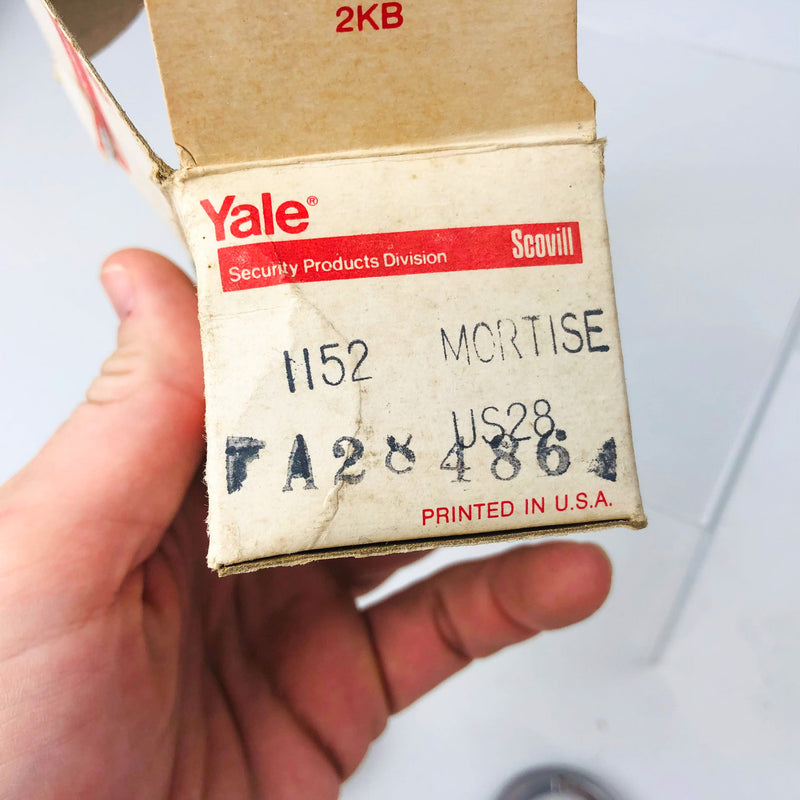 2KB
Yale®
Security Products Division Scovill
1152 MORTISE
US28
A28486
PRINTED IN U.S.A.